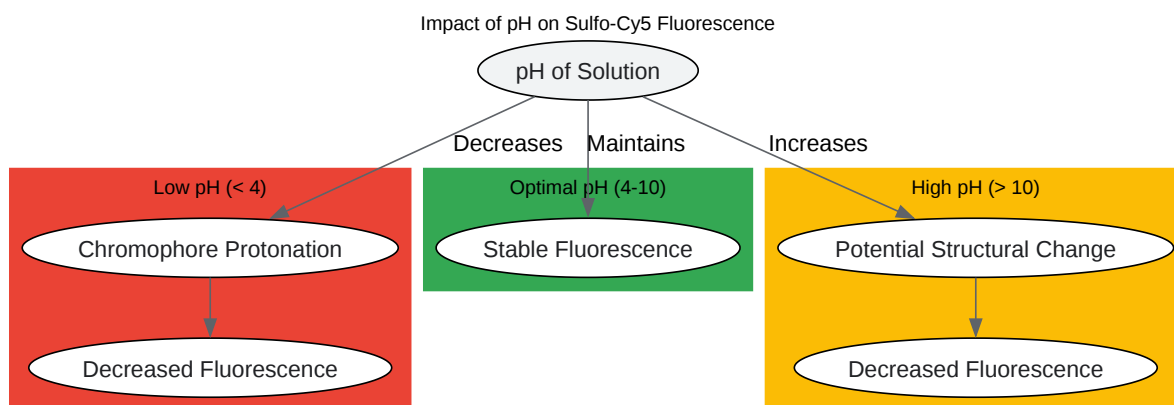 Impact of pH on Sulfo-Cy5 Fluorescence
pH of Solution
Decreases
Maintains
Increases
Low pH (< 4)
Optimal pH (4-10)
High pH (> 10)
Chromophore Protonation
Stable Fluorescence
Potential Structural Change
Decreased Fluorescence
Decreased Fluorescence